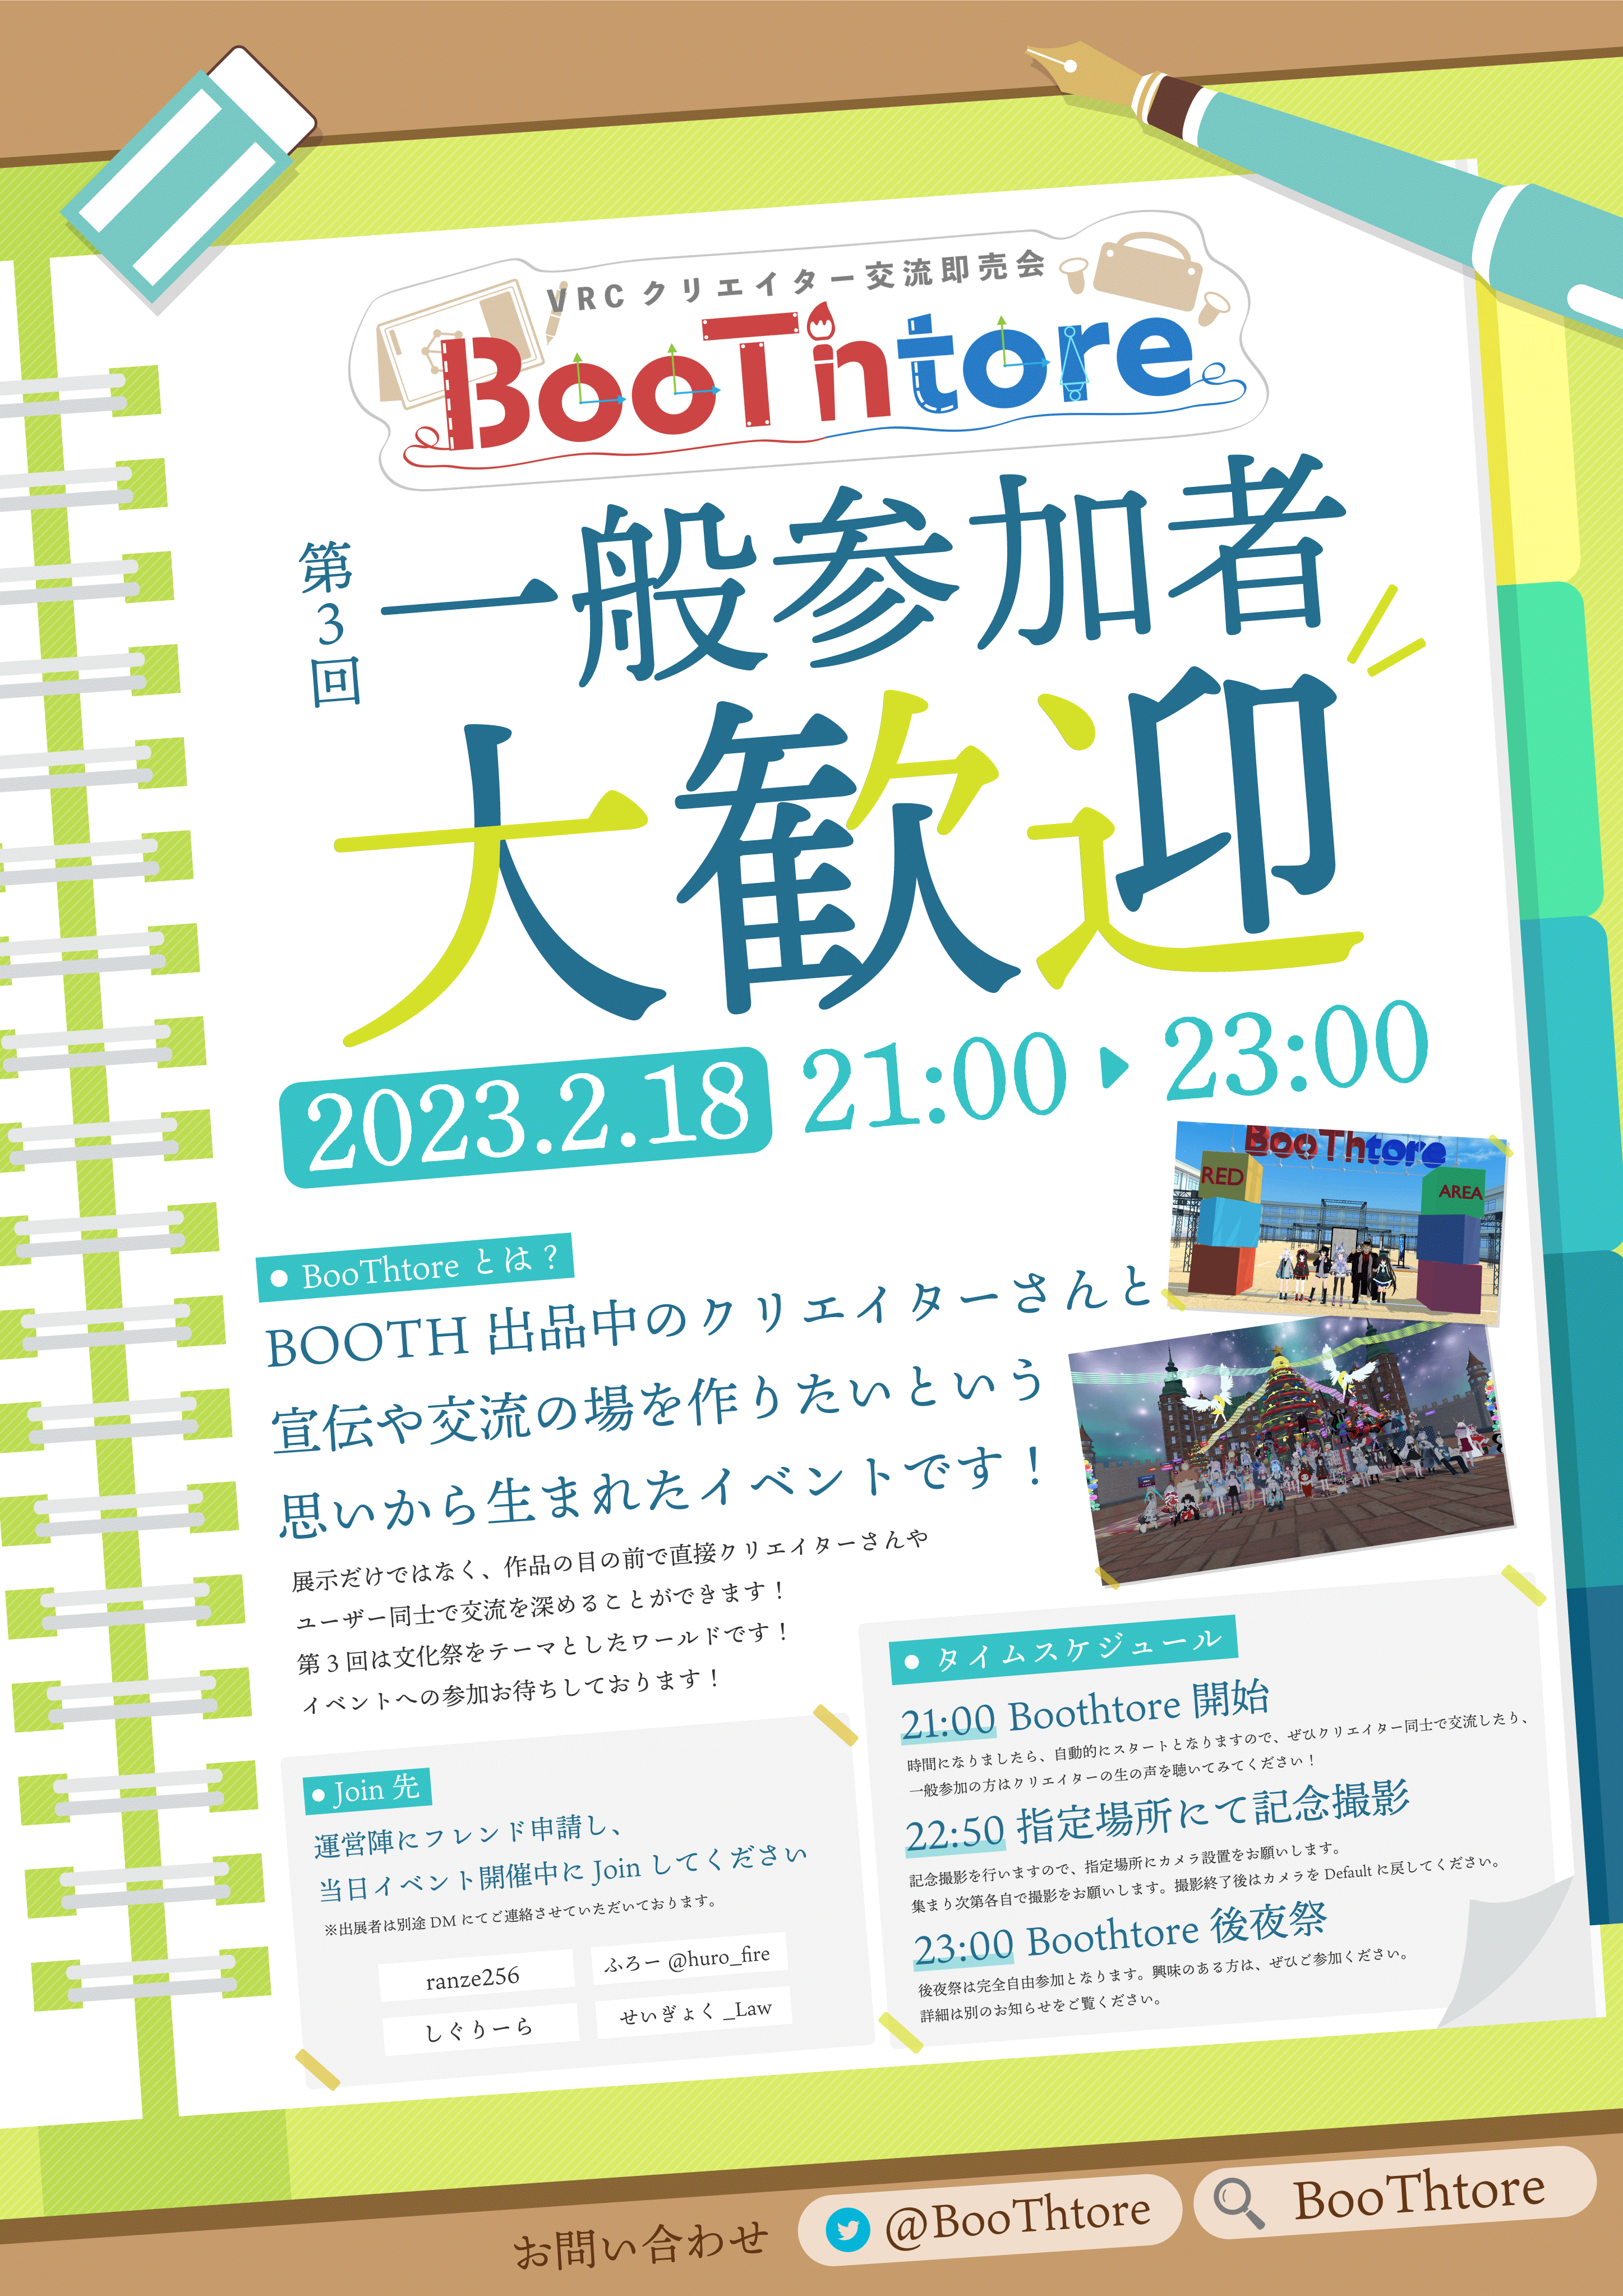 VRCクリエイター交流即売会
BooThtore
第3回
一般参加者
大歓迎
2023.2.18 21:00 ▶ 23:00
BooThtore
RED
AREA
● BooThtore とは？
BOOTH 出品中のクリエイターさんと
宣伝や交流の場を作りたいという
思いから生まれたイベントです！
展示だけではなく、作品の目の前で直接クリエイターさんや
ユーザー同士で交流を深めることができます！
第 3 回は文化祭をテーマとしたワールドです！
イベントへの参加お待ちしております！
● Join 先
運営陣にフレンド申請し、
当日イベント開催中に Join してください
※出展者は別途 DM にてご連絡させていただいております。
ranze256
ふろー @huro_fire
しぐりーら
せいぎょく _Law
● タイムスケジュール
21:00 Boothtore 開始
時間になりましたら、自動的にスタートとなりますので、ぜひクリエイター同士で交流したり、
一般参加の方はクリエイターの生の声を聴いてみてください！
22:50 指定場所にて記念撮影
記念撮影を行いますので、指定場所にカメラ設置をお願いします。
集まり次第各自で撮影をお願いします。撮影終了後はカメラを Default に戻してください。
23:00 Boothtore 後夜祭
後夜祭は完全自由参加となります。興味のある方は、ぜひご参加ください。
詳細は別のお知らせをご覧ください。
お問い合わせ
@BooThtore
BooThtore